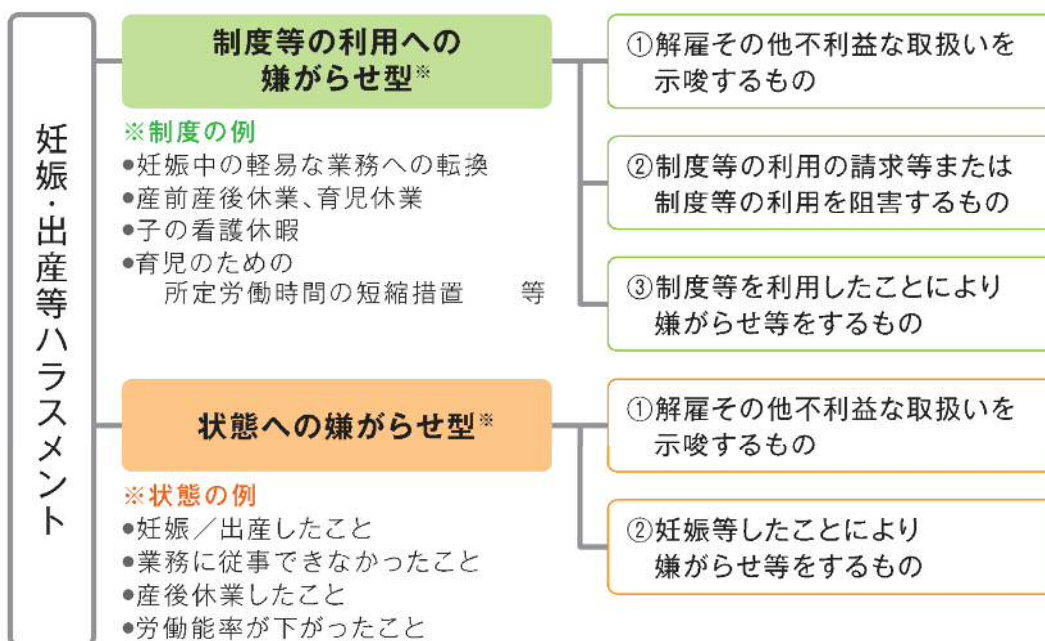 妊娠・出産等ハラスメント
制度等の利用への
嫌がらせ型※
※制度の例
●妊娠中の軽易な業務への転換
●産前産後休業、育児休業
●子の看護休暇
●育児のための
所定労働時間の短縮措置　等
①解雇その他不利益な取扱いを
示唆するもの
②制度等の利用の請求等または
制度等の利用を阻害するもの
③制度等を利用したことにより
嫌がらせ等をするもの
状態への嫌がらせ型※
※状態の例
●妊娠／出産したこと
●業務に従事できなかったこと
●産後休業したこと
●労働能率が下がったこと
①解雇その他不利益な取扱いを
示唆するもの
②妊娠等したことにより
嫌がらせ等をするもの